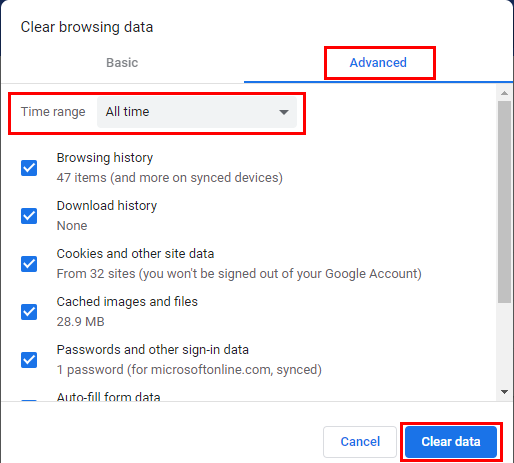 Clear browsing data
Basic
Advanced
Time range
All time
Browsing history
47 items (and more on synced devices)
Download history
None
Cookies and other site data
From 32 sites (you won't be signed out of your Google Account)
Cached images and files
28.9 MB
Passwords and other sign-in data
1 password (for microsoftonline.com, synced)
Auto-fill form data
Cancel
Clear data